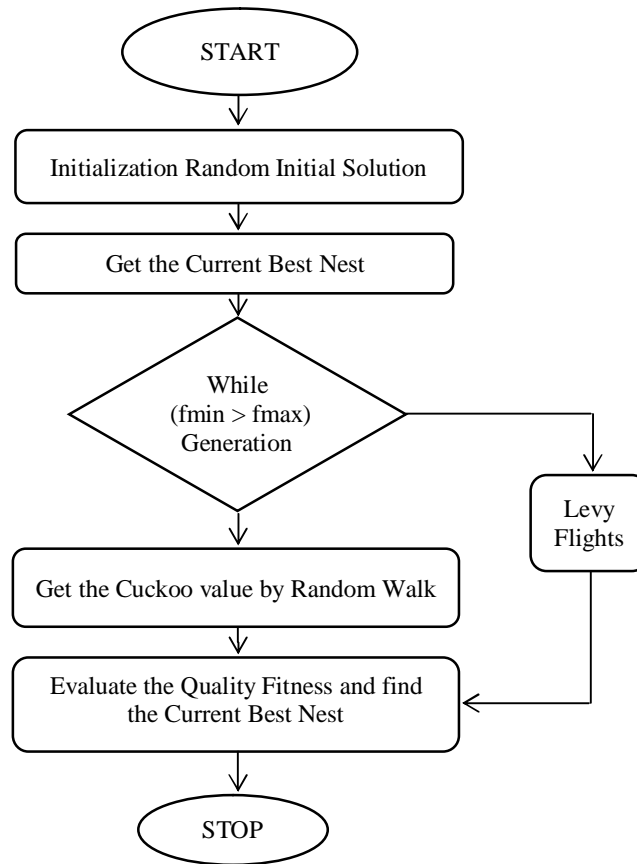 START
Initialization Random Initial Solution
Get the Current Best Nest
While
(fmin > fmax)
Generation
Levy
Flights
Get the Cuckoo value by Random Walk
Evaluate the Quality Fitness and find
the Current Best Nest
STOP